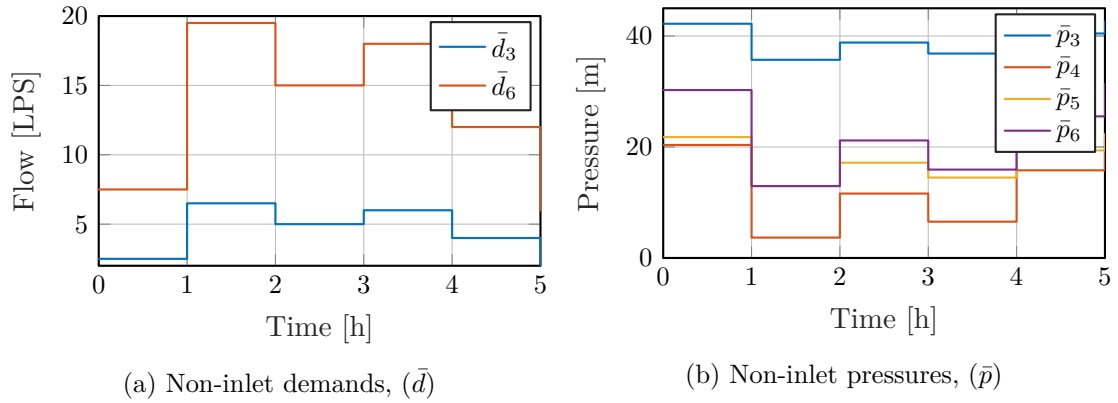 20
15
10
5
0 1 2 3 4 5
Flow [LPS]
Time [h]
d̄₃
d̄₆
(a) Non-inlet demands, (d̄)
40
20
0
0 1 2 3 4 5
Pressure [m]
Time [h]
p̄₃
p̄₄
p̄₅
p̄₆
(b) Non-inlet pressures, (p̄)